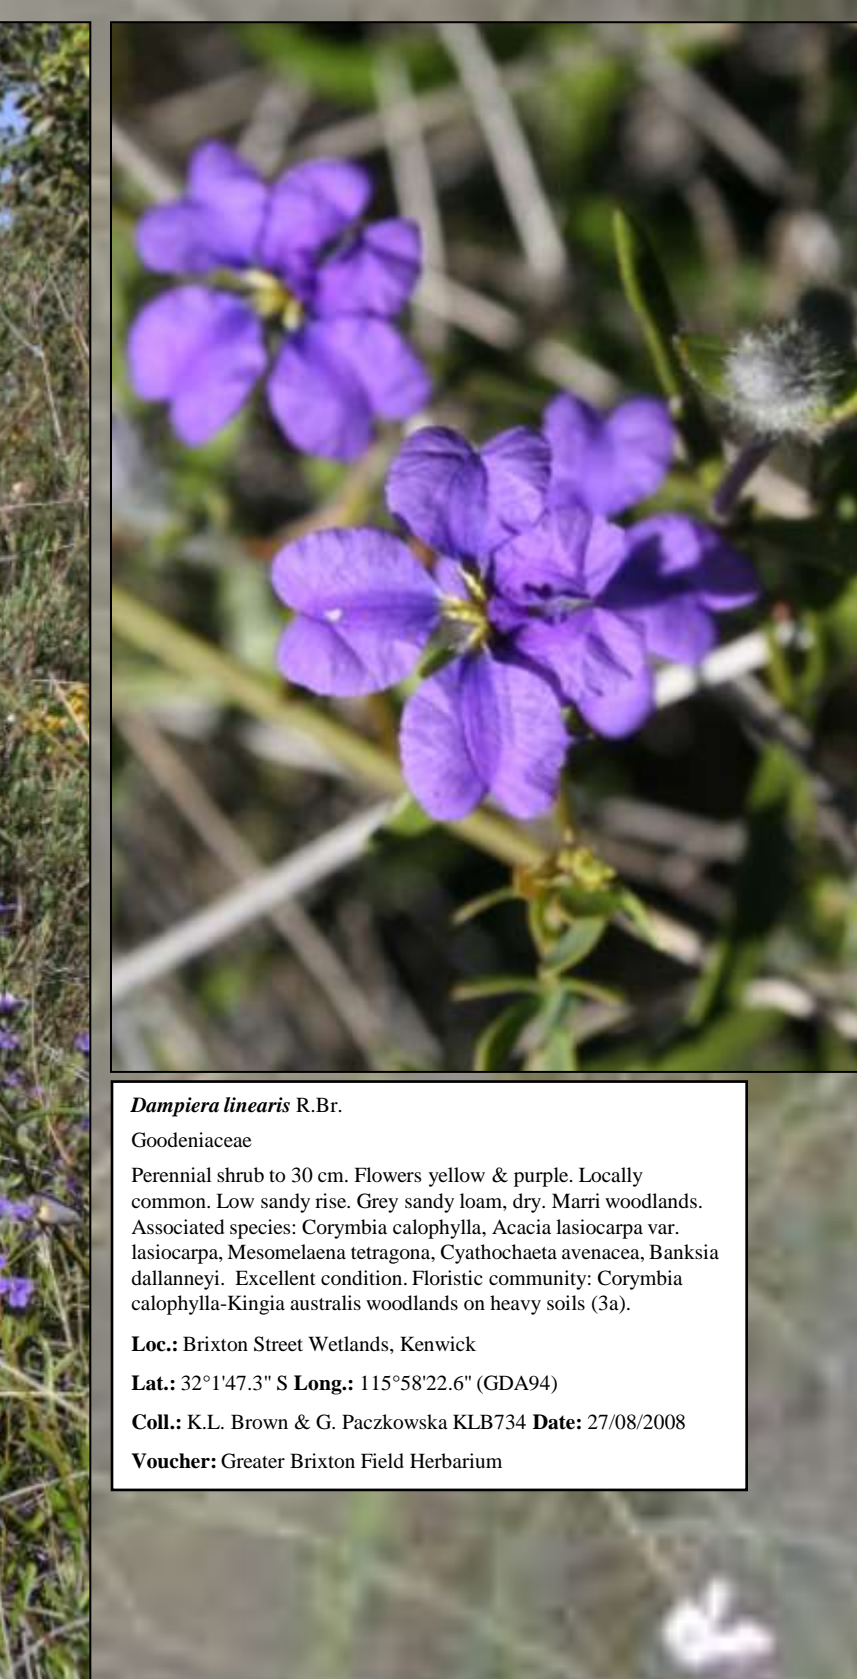 Dampiera linearis R.Br.
Goodeniaceae
Perennial shrub to 30 cm. Flowers yellow & purple. Locally
common. Low sandy rise. Grey sandy loam, dry. Marri woodlands.
Associated species: Corymbia calophylla, Acacia lasiocarpa var.
lasiocarpa, Mesomelaena tetragona, Cyathochaeta avenacea, Banksia
dallanneyi.  Excellent condition. Floristic community: Corymbia
calophylla-Kingia australis woodlands on heavy soils (3a).
Loc.: Brixton Street Wetlands, Kenwick
Lat.: 32°1'47.3" S Long.: 115°58'22.6" (GDA94)
Coll.: K.L. Brown & G. Paczkowska KLB734 Date: 27/08/2008
Voucher: Greater Brixton Field Herbarium